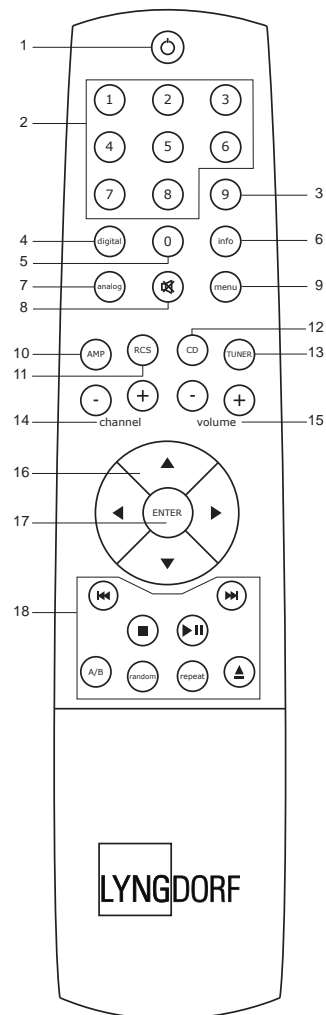 1
1 2 3
2
4 5 6
7 8 9 3
4 digital 0 info 6
5
7 analog menu 9
8
12
10 AMP RCS CD TUNER 13
11
- + - +
14 channel volume 15
16
17 ENTER
18
A/B random repeat
LYNGDORF